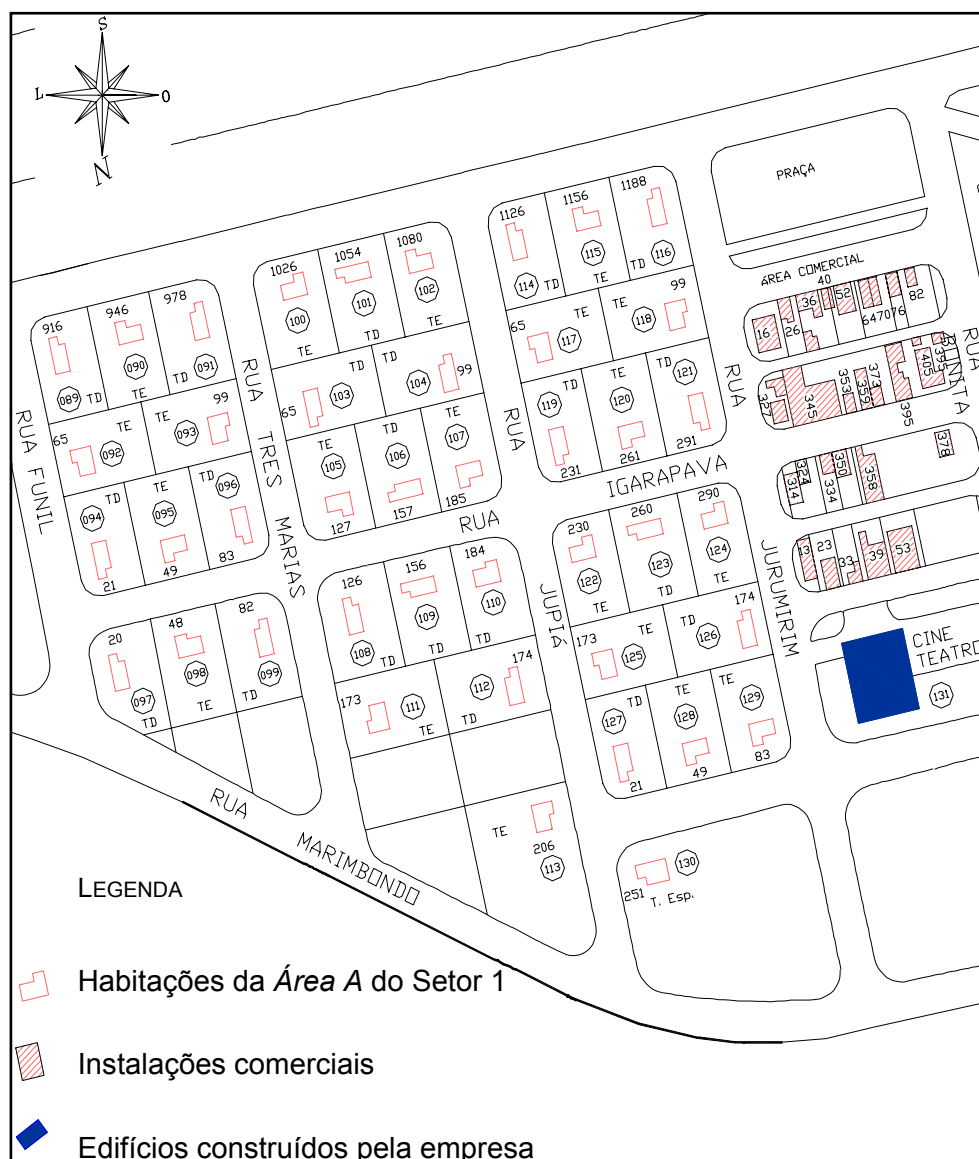 S
L
O
N
PRAÇA
ÁREA COMERCIAL
16
26
36
40
52
64
70
76
82
RUA
BINITA
327
345
353
359
373
395
405
395
314
324
334
350
358
378
13
23
33
39
53
CINE
TEATRO
131
916
946
978
089
TD
090
TE
TD
091
65
TE
092
TE
093
99
094
TD
TE
095
TD
096
21
49
83
RUA FUNIL
RUA
TRES
MARIAS
1026
1054
1080
100
101
102
TE
TD
TE
65
103
TD
104
99
TE
105
TD
106
TE
107
127
157
185
RUA
IGARAPAVA
1126
1156
1188
114
TD
115
TE
116
TD
65
TE
117
TE
118
99
119
TD
TE
120
TD
121
231
261
291
RUA
JUPIÁ
RUA
JURUMIRIM
20
48
82
097
TD
098
TE
099
TD
126
156
184
108
TD
109
TD
110
TD
173
111
TE
112
TD
174
TE
206
113
230
260
290
122
TE
123
TD
124
TE
173
TE
125
TD
126
174
127
TD
TE
128
TE
129
21
49
83
251
130
T. Esp.
RUA
MARIMBONDO
LEGENDA
Habitações da Área A do Setor 1
Instalações comerciais
Edifícios construídos pela empresa